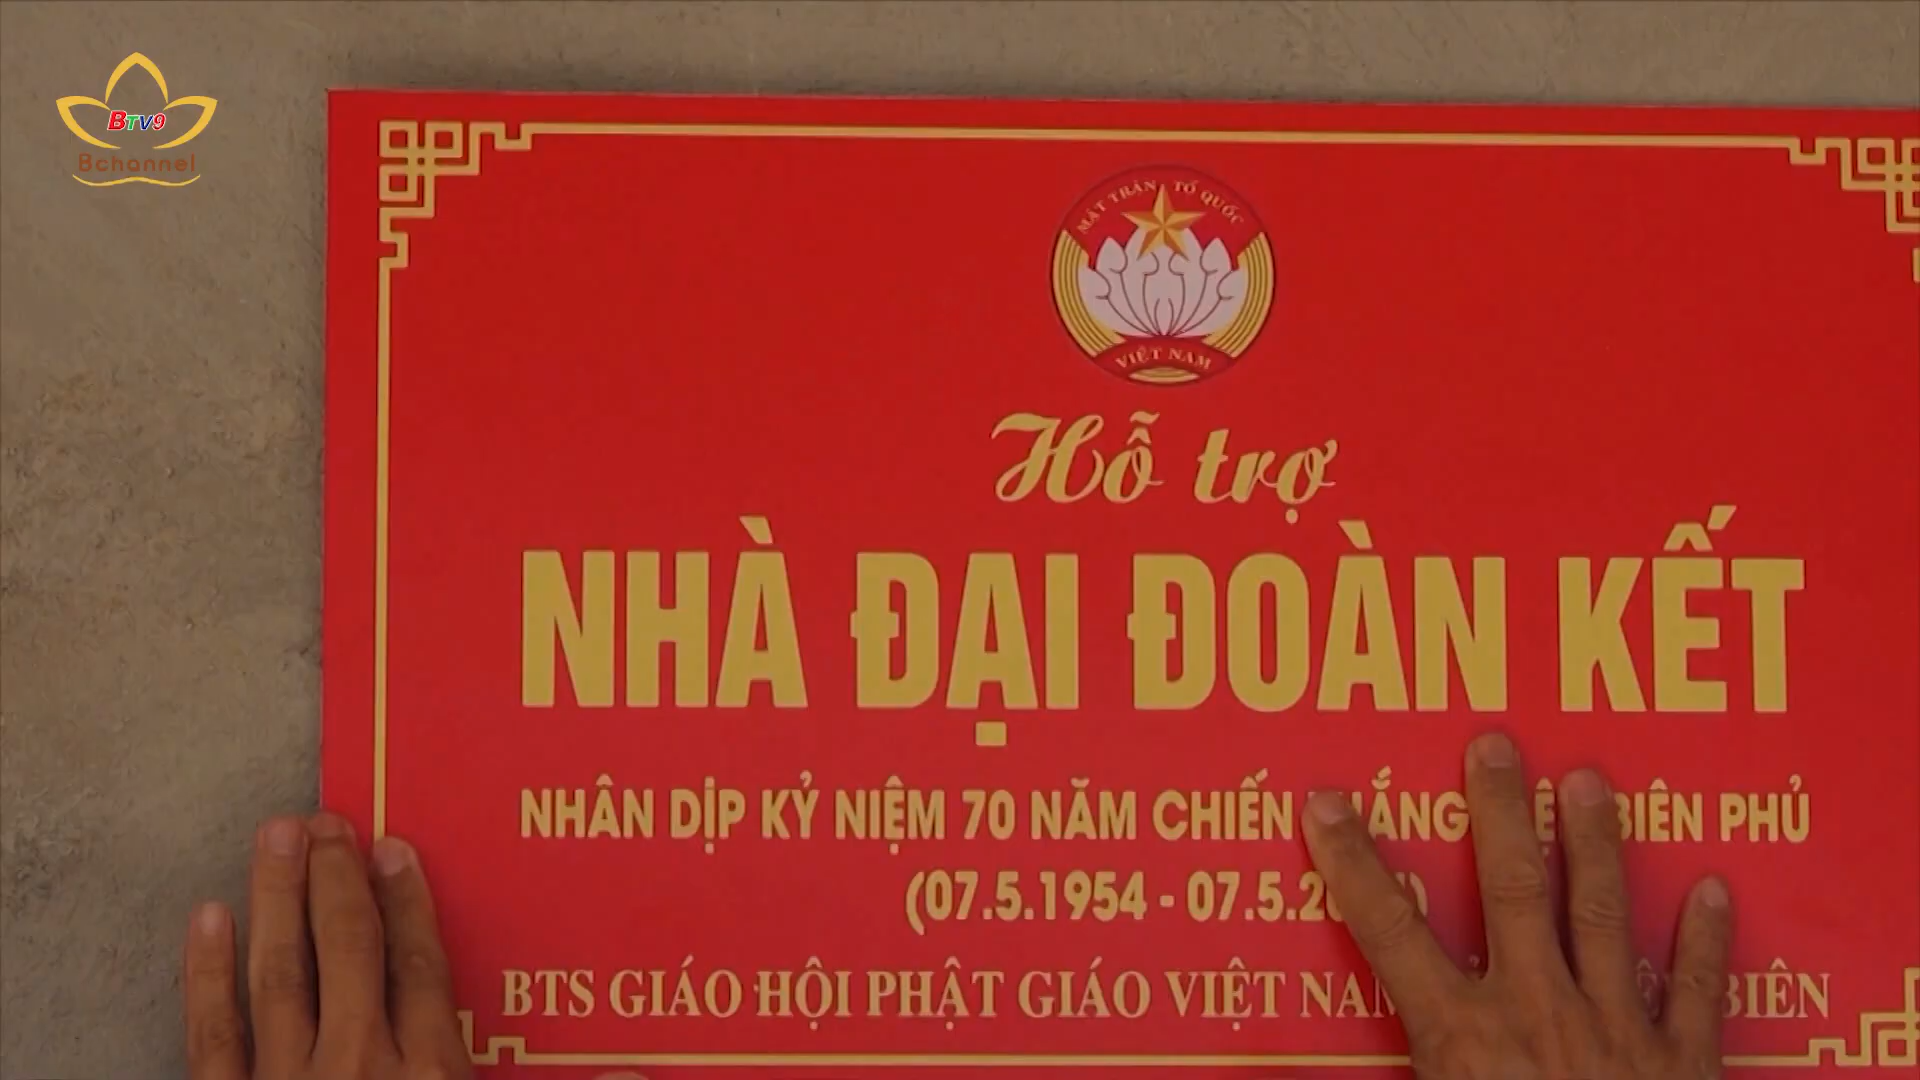 BTV9
Bchannel
MẶT TRẬN TỔ QUỐC
VIỆT NAM
Hỗ trợ
NHÀ ĐẠI ĐOÀN KẾT
NHÂN DỊP KỶ NIỆM 70 NĂM CHIẾN THẮNG BIÊN PHỦ
(07.5.1954 - 07.5.2
BTS GIÁO HỘI PHẬT GIÁO VIỆT NAM BIÊN